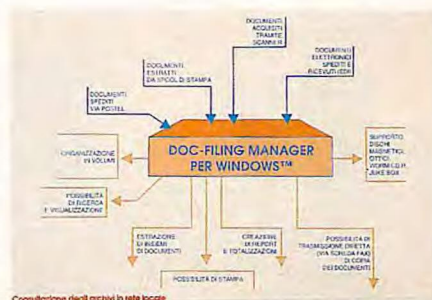 DOCUMENTI
ACQUISITI
TRAMITE
SCANNER
DOCUMENTI
ESTRATTI
DA SPOOL DI STAMPA
DOCUMENTI
ELETTRONICI
SPEDITI E
RICEVUTI (EDI)
DOCUMENTI
SPEDITI
VIA POSTEL
DOC-FILING MANAGER
PER WINDOWS™
ORGANIZZAZIONE
IN VOLUMI
SUPPORTO
DISCHI
MAGNETICI,
OTTICI,
WORM, CD-R
JUKE BOX
POSSIBILITÀ
DI RICERCA
E VISUALIZZAZIONE
ESTRAZIONE
DI INSIEMI
DI DOCUMENTI
CREAZIONE
DI REPORT
E TOTALIZZAZIONI
POSSIBILITÀ DI
TRASMISSIONE DIRETTA
(VIA SCHEDA FAX)
DI COPIA
DEI DOCUMENTI
POSSIBILITÀ DI STAMPA
Consultazione degli archivi in rete locale